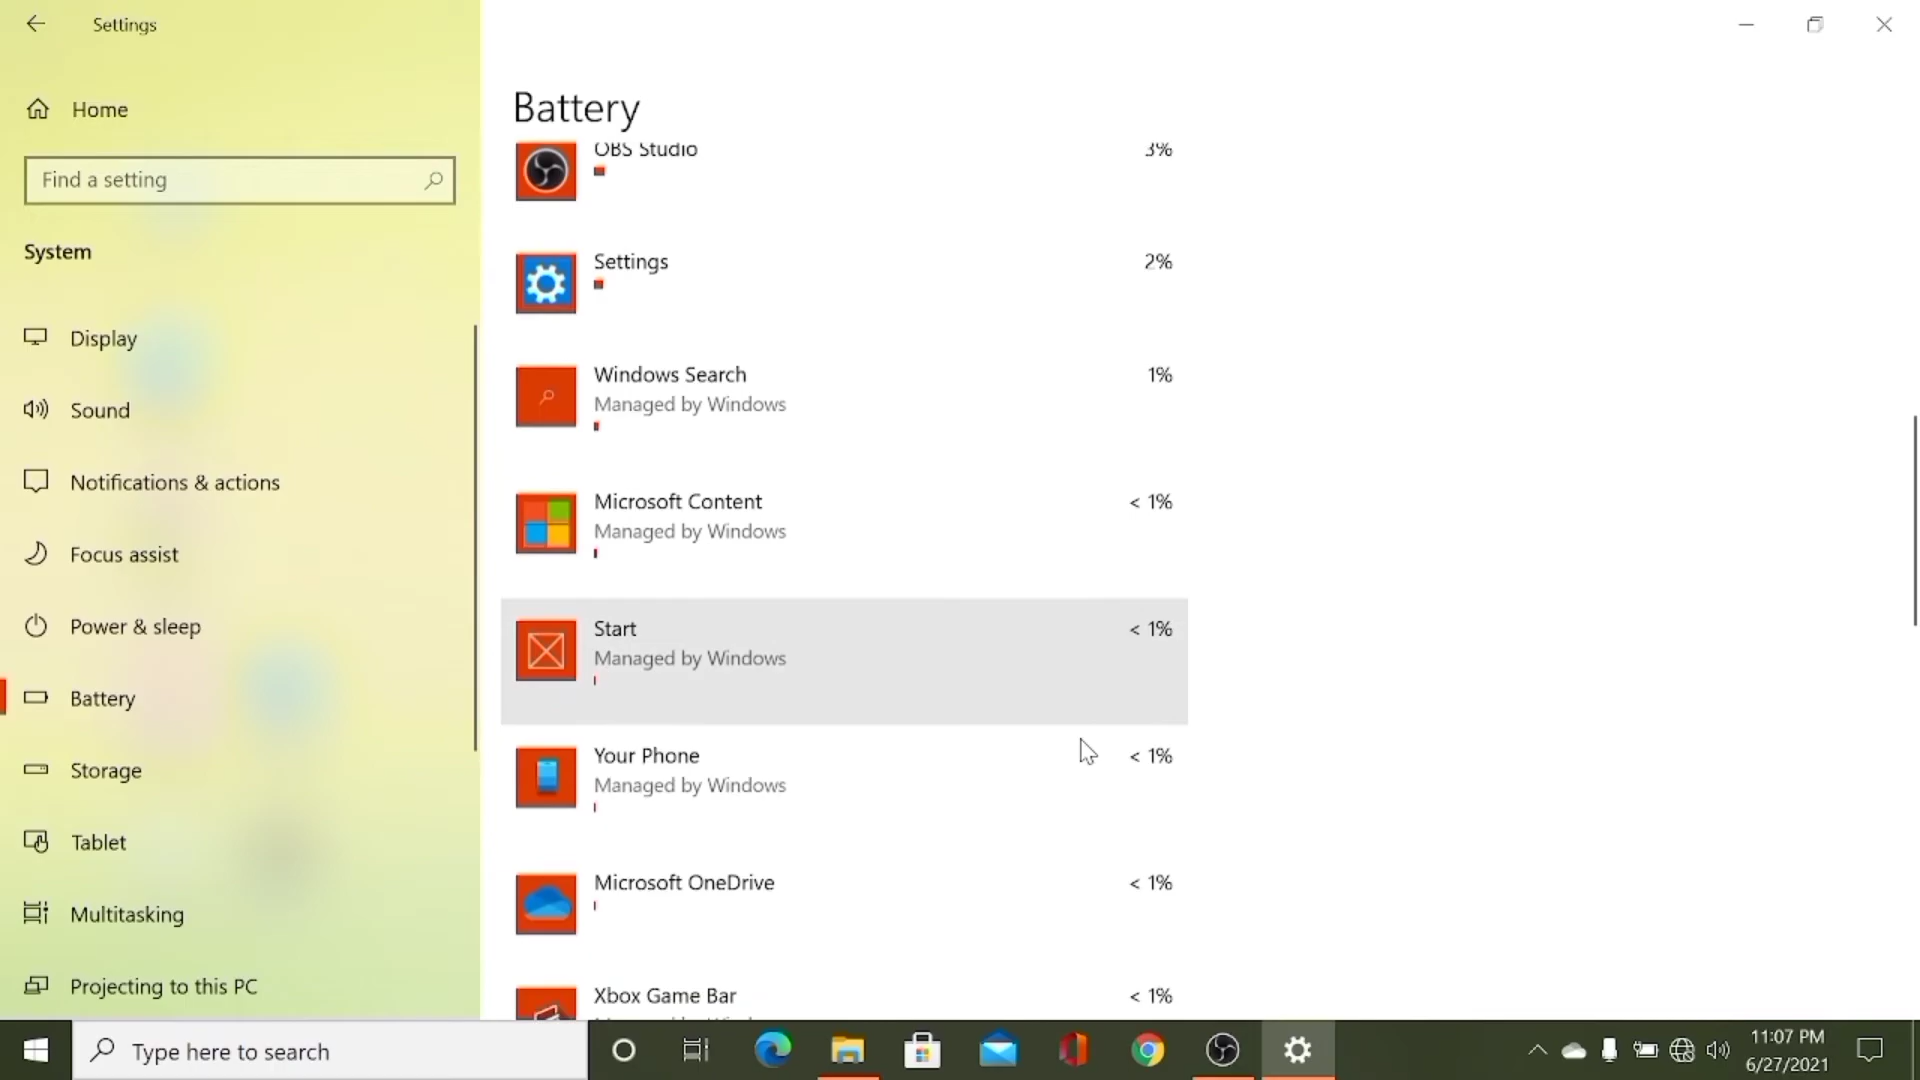 Settings
Home
Find a setting
System
Display
Sound
Notifications & actions
Focus assist
Power & sleep
Battery
Storage
Tablet
Multitasking
Projecting to this PC
Battery
OBS Studio 3%
Settings 2%
Windows Search 1%
Managed by Windows
Microsoft Content < 1%
Managed by Windows
Start < 1%
Managed by Windows
Your Phone < 1%
Managed by Windows
Microsoft OneDrive < 1%
Xbox Game Bar < 1%
Type here to search
11:07 PM
6/27/2021